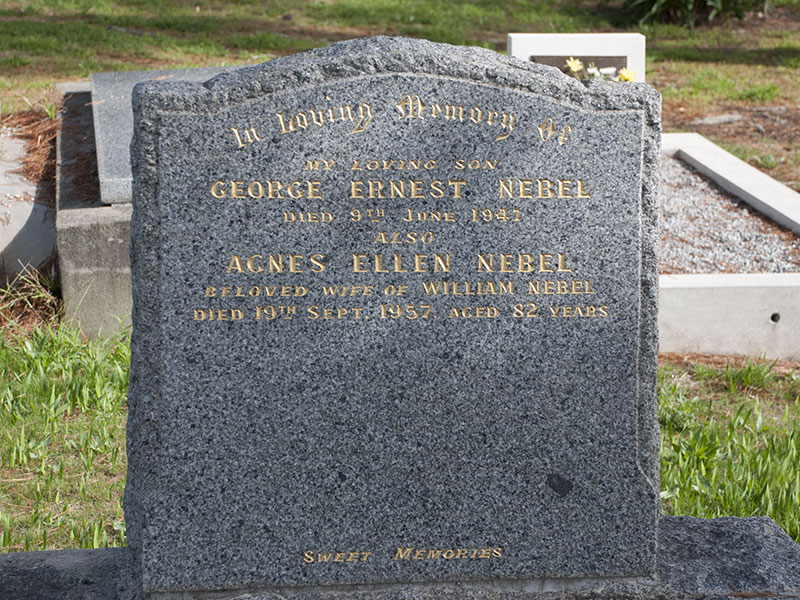 In Loving Memory Of
MY LOVING SON
GEORGE ERNEST NEBEL
DIED 9TH JUNE 1947
ALSO
AGNES ELLEN NEBEL
BELOVED WIFE OF WILLIAM NEBEL
DIED 19TH SEPT. 1957. AGED 82 YEARS
SWEET MEMORIES